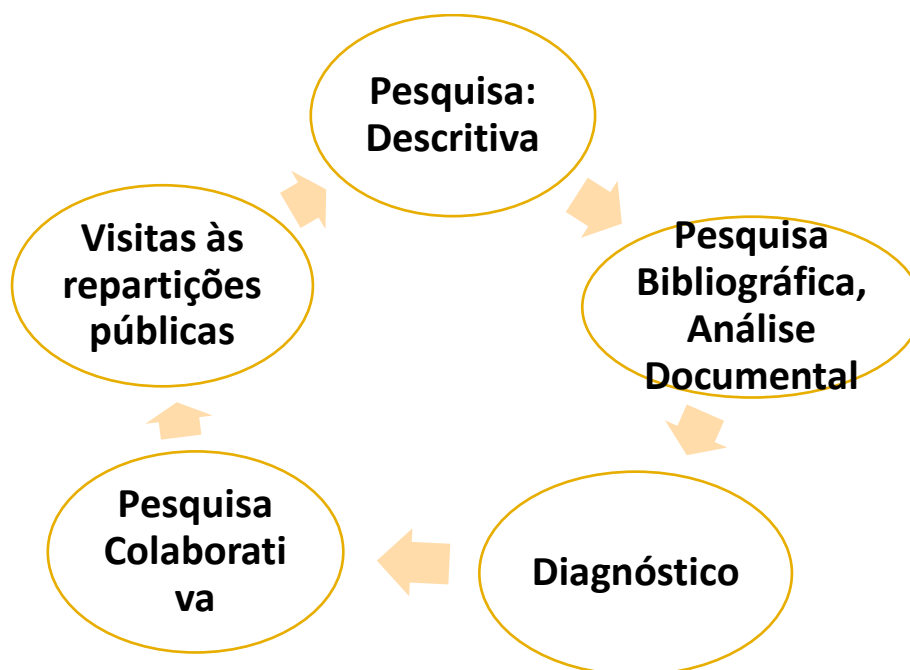 Pesquisa:
Descritiva
Pesquisa
Bibliográfica,
Análise
Documental
Diagnóstico
Pesquisa
Colaborati
va
Visitas às
repartições
públicas